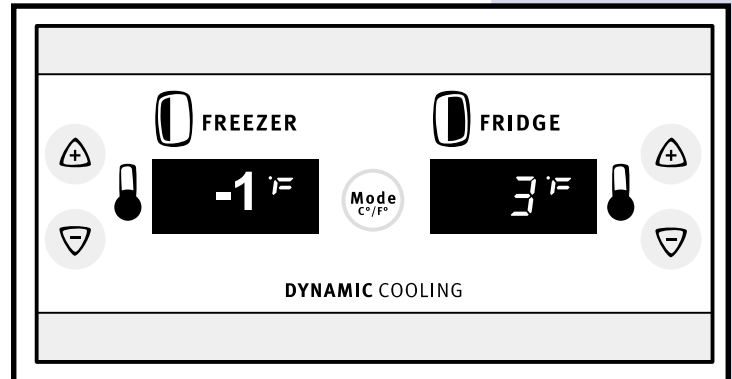 FREEZER
FRIDGE
-1 °F
3 °F
Mode
C°/F°
DYNAMIC COOLING